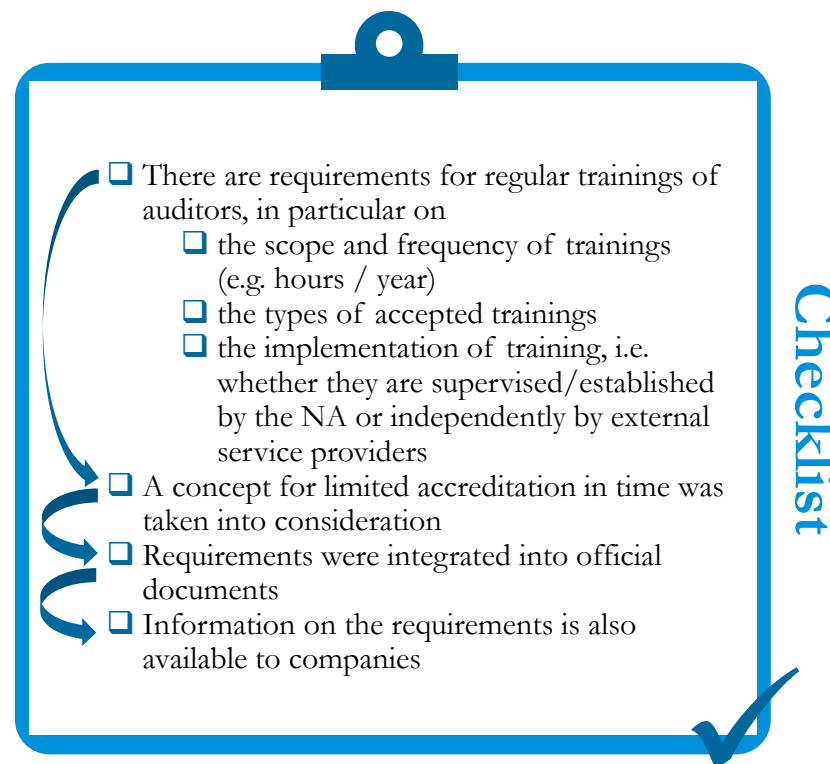 ❑ There are requirements for regular trainings of
auditors, in particular on
❑ the scope and frequency of trainings
(e.g. hours / year)
❑ the types of accepted trainings
❑ the implementation of training, i.e.
whether they are supervised/established
by the NA or independently by external
service providers
❑ A concept for limited accreditation in time was
taken into consideration
❑ Requirements were integrated into official
documents
❑ Information on the requirements is also
available to companies
Checklist